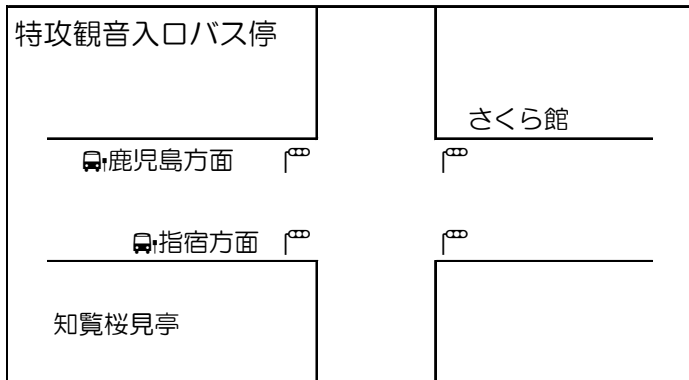 特攻観音入口バス停
さくら館
鹿児島方面
指宿方面
知覧桜見亭